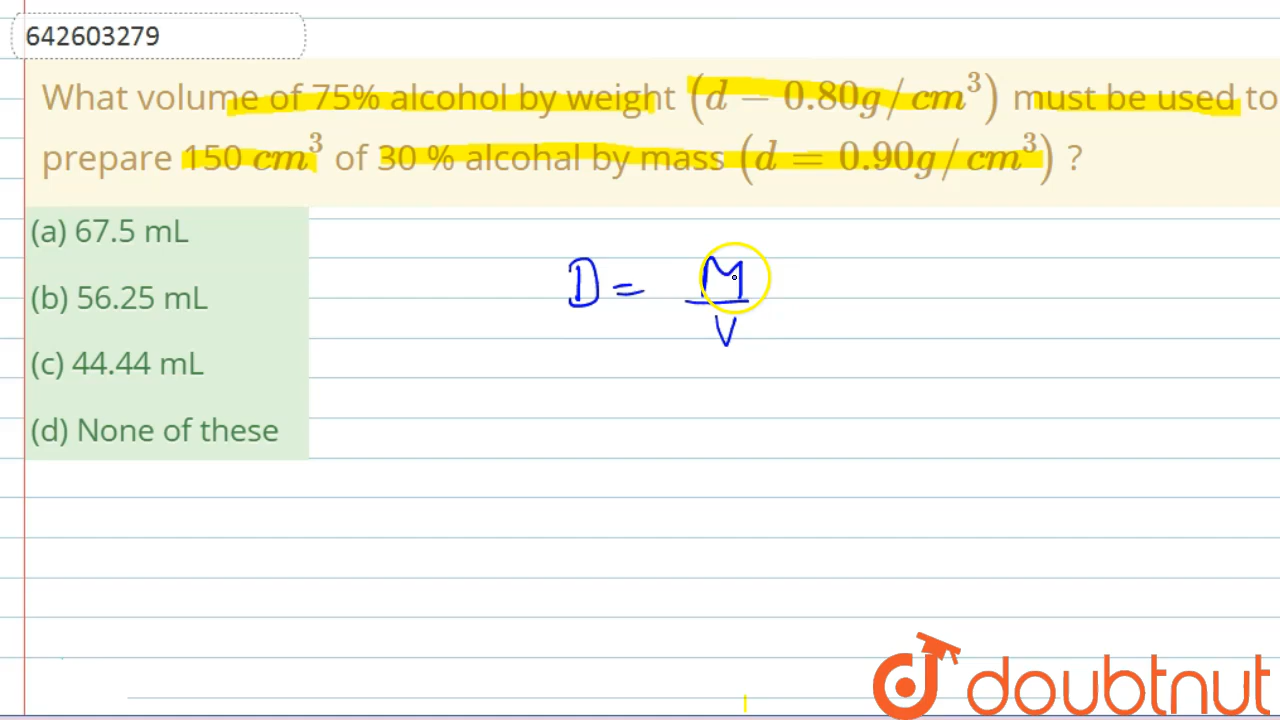 642603279
What volume of 75% alcohol by weight (d − 0.80g/cm³) must be used to
prepare 150 cm³ of 30 % alcohal by mass (d = 0.90g/cm³) ?
(a) 67.5 mL
(b) 56.25 mL
(c) 44.44 mL
(d) None of these
D = M
V
doubtnut